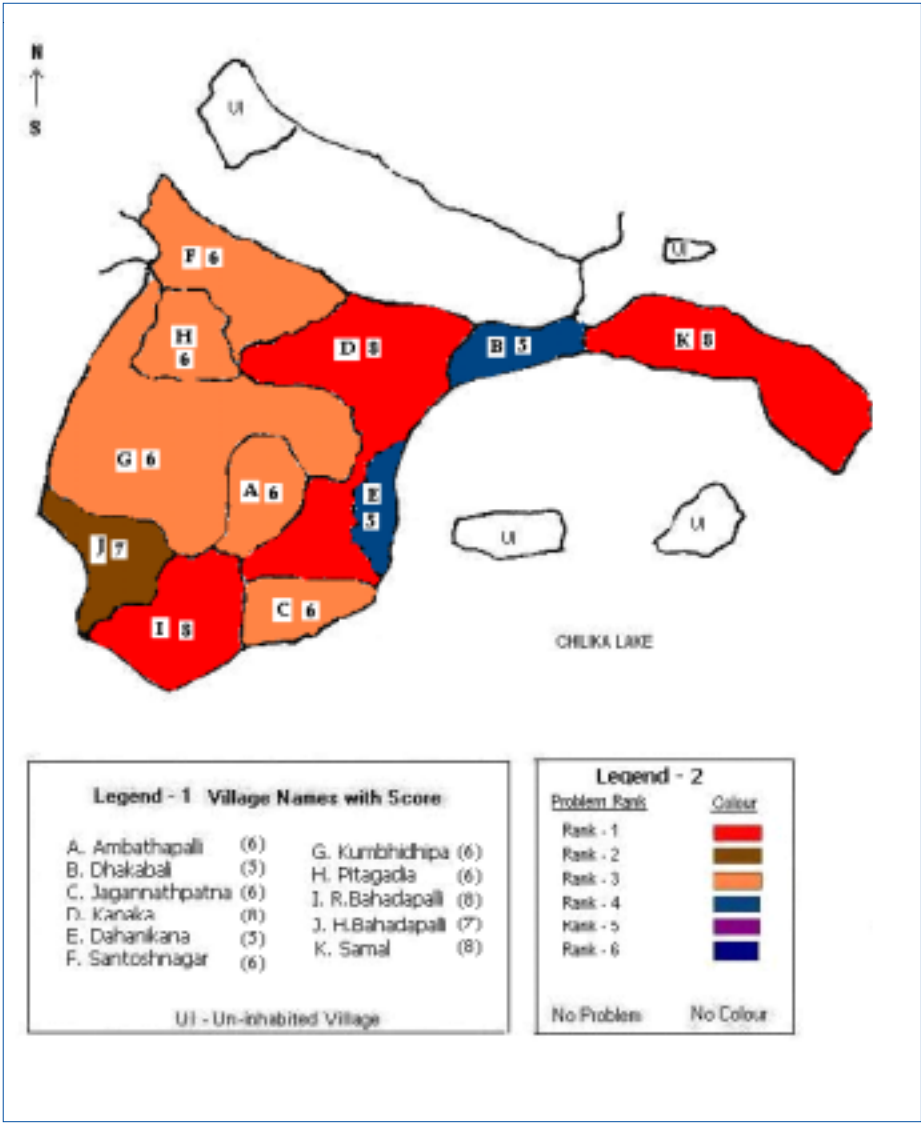 N
S
UI
UI
F 6
H
6
D 8
B 5
K 8
G 6
A 6
E
5
UI
UI
J 7
C 6
I 8
CHILIKA LAKE
Legend - 1 Village Names with Score
A. Ambathapalli (6)
B. Dhakabali (5)
C. Jagannathpatna (6)
D. Kanaka (8)
E. Dahanikana (5)
F. Santoshnagar (6)
G. Kumbhidhipa (6)
H. Pitagadia (6)
I. R.Bahadapalli (8)
J. H.Bahadapalli (7)
K. Samal (8)
UI - Un-inhabited Village
Legend - 2
Problem Rank Colour
Rank - 1
Rank - 2
Rank - 3
Rank - 4
Rank - 5
Rank - 6
No Problem No Colour